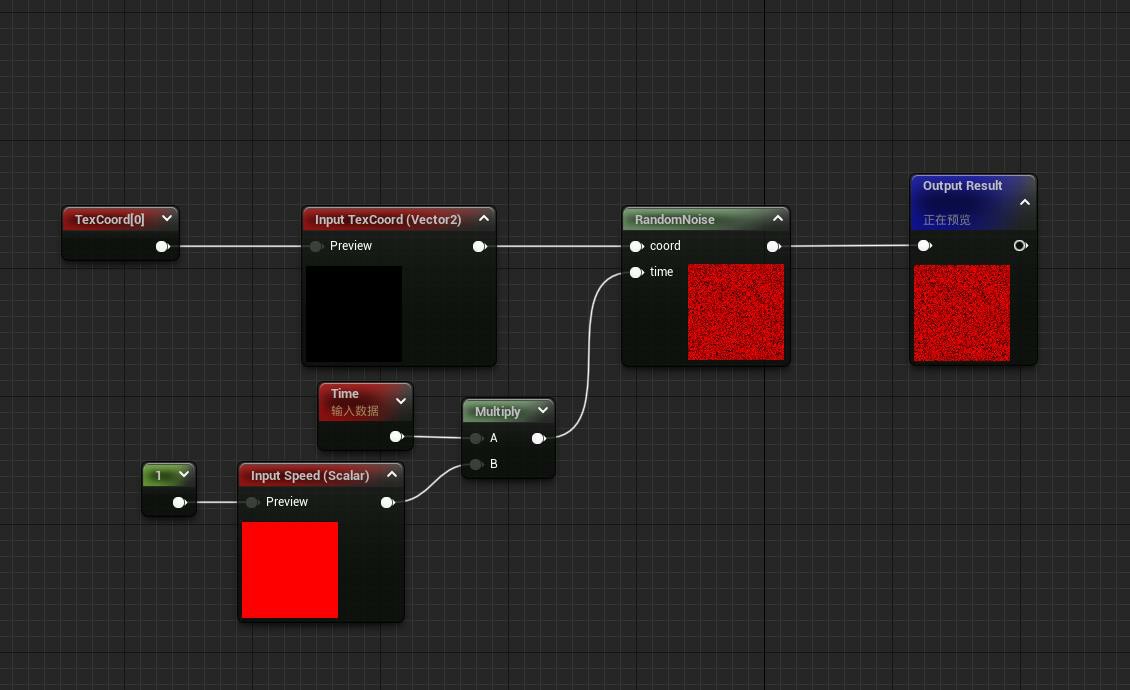 TexCoord[0]
Input TexCoord (Vector2)
Preview
RandomNoise
coord
time
Output Result
正在预览
Time
输入数据
Multiply
A
B
1
Input Speed (Scalar)
Preview